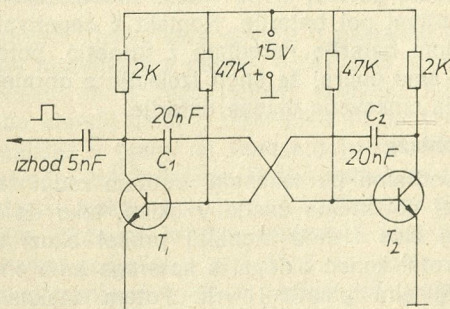 2K
47K
-
15V
+
47K
2K
20nF
C₁
C₂
20nF
izhod 5nF
T₁
T₂